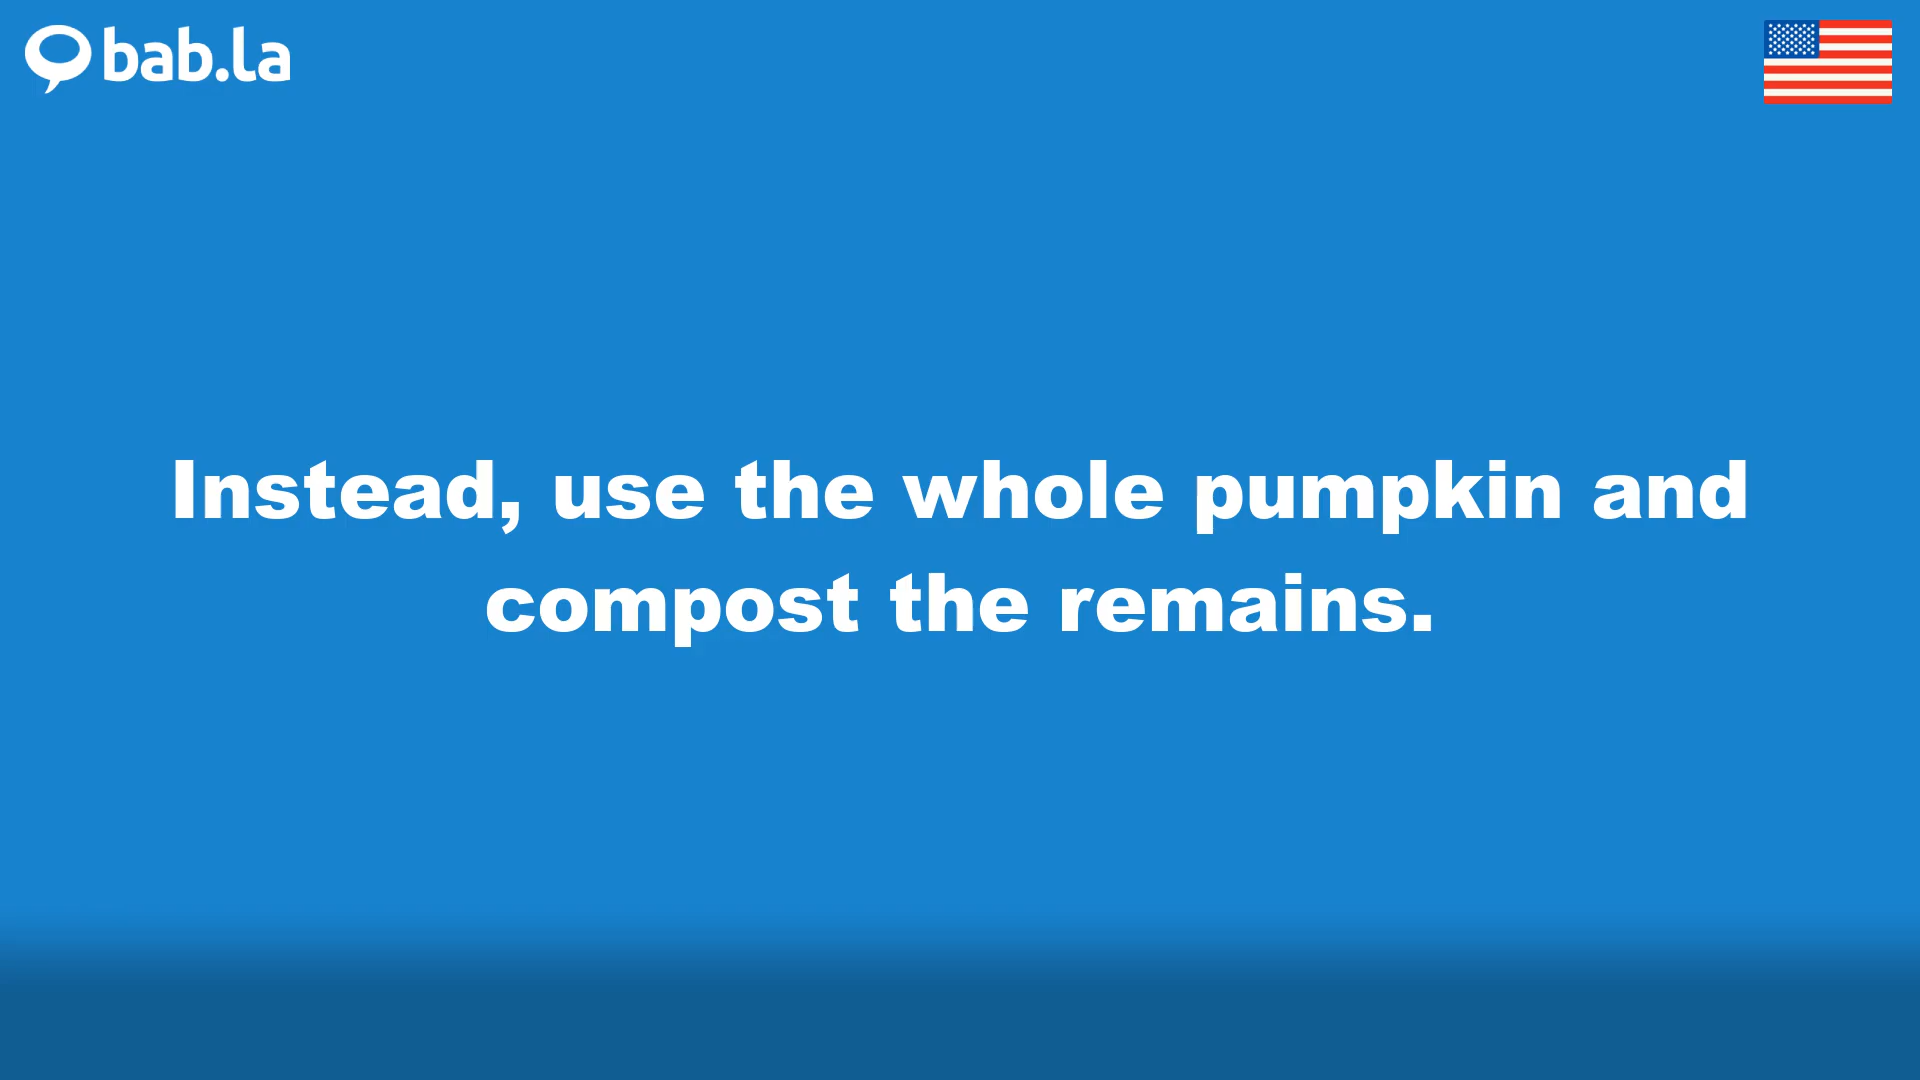 bab.la
Instead, use the whole pumpkin and
compost the remains.